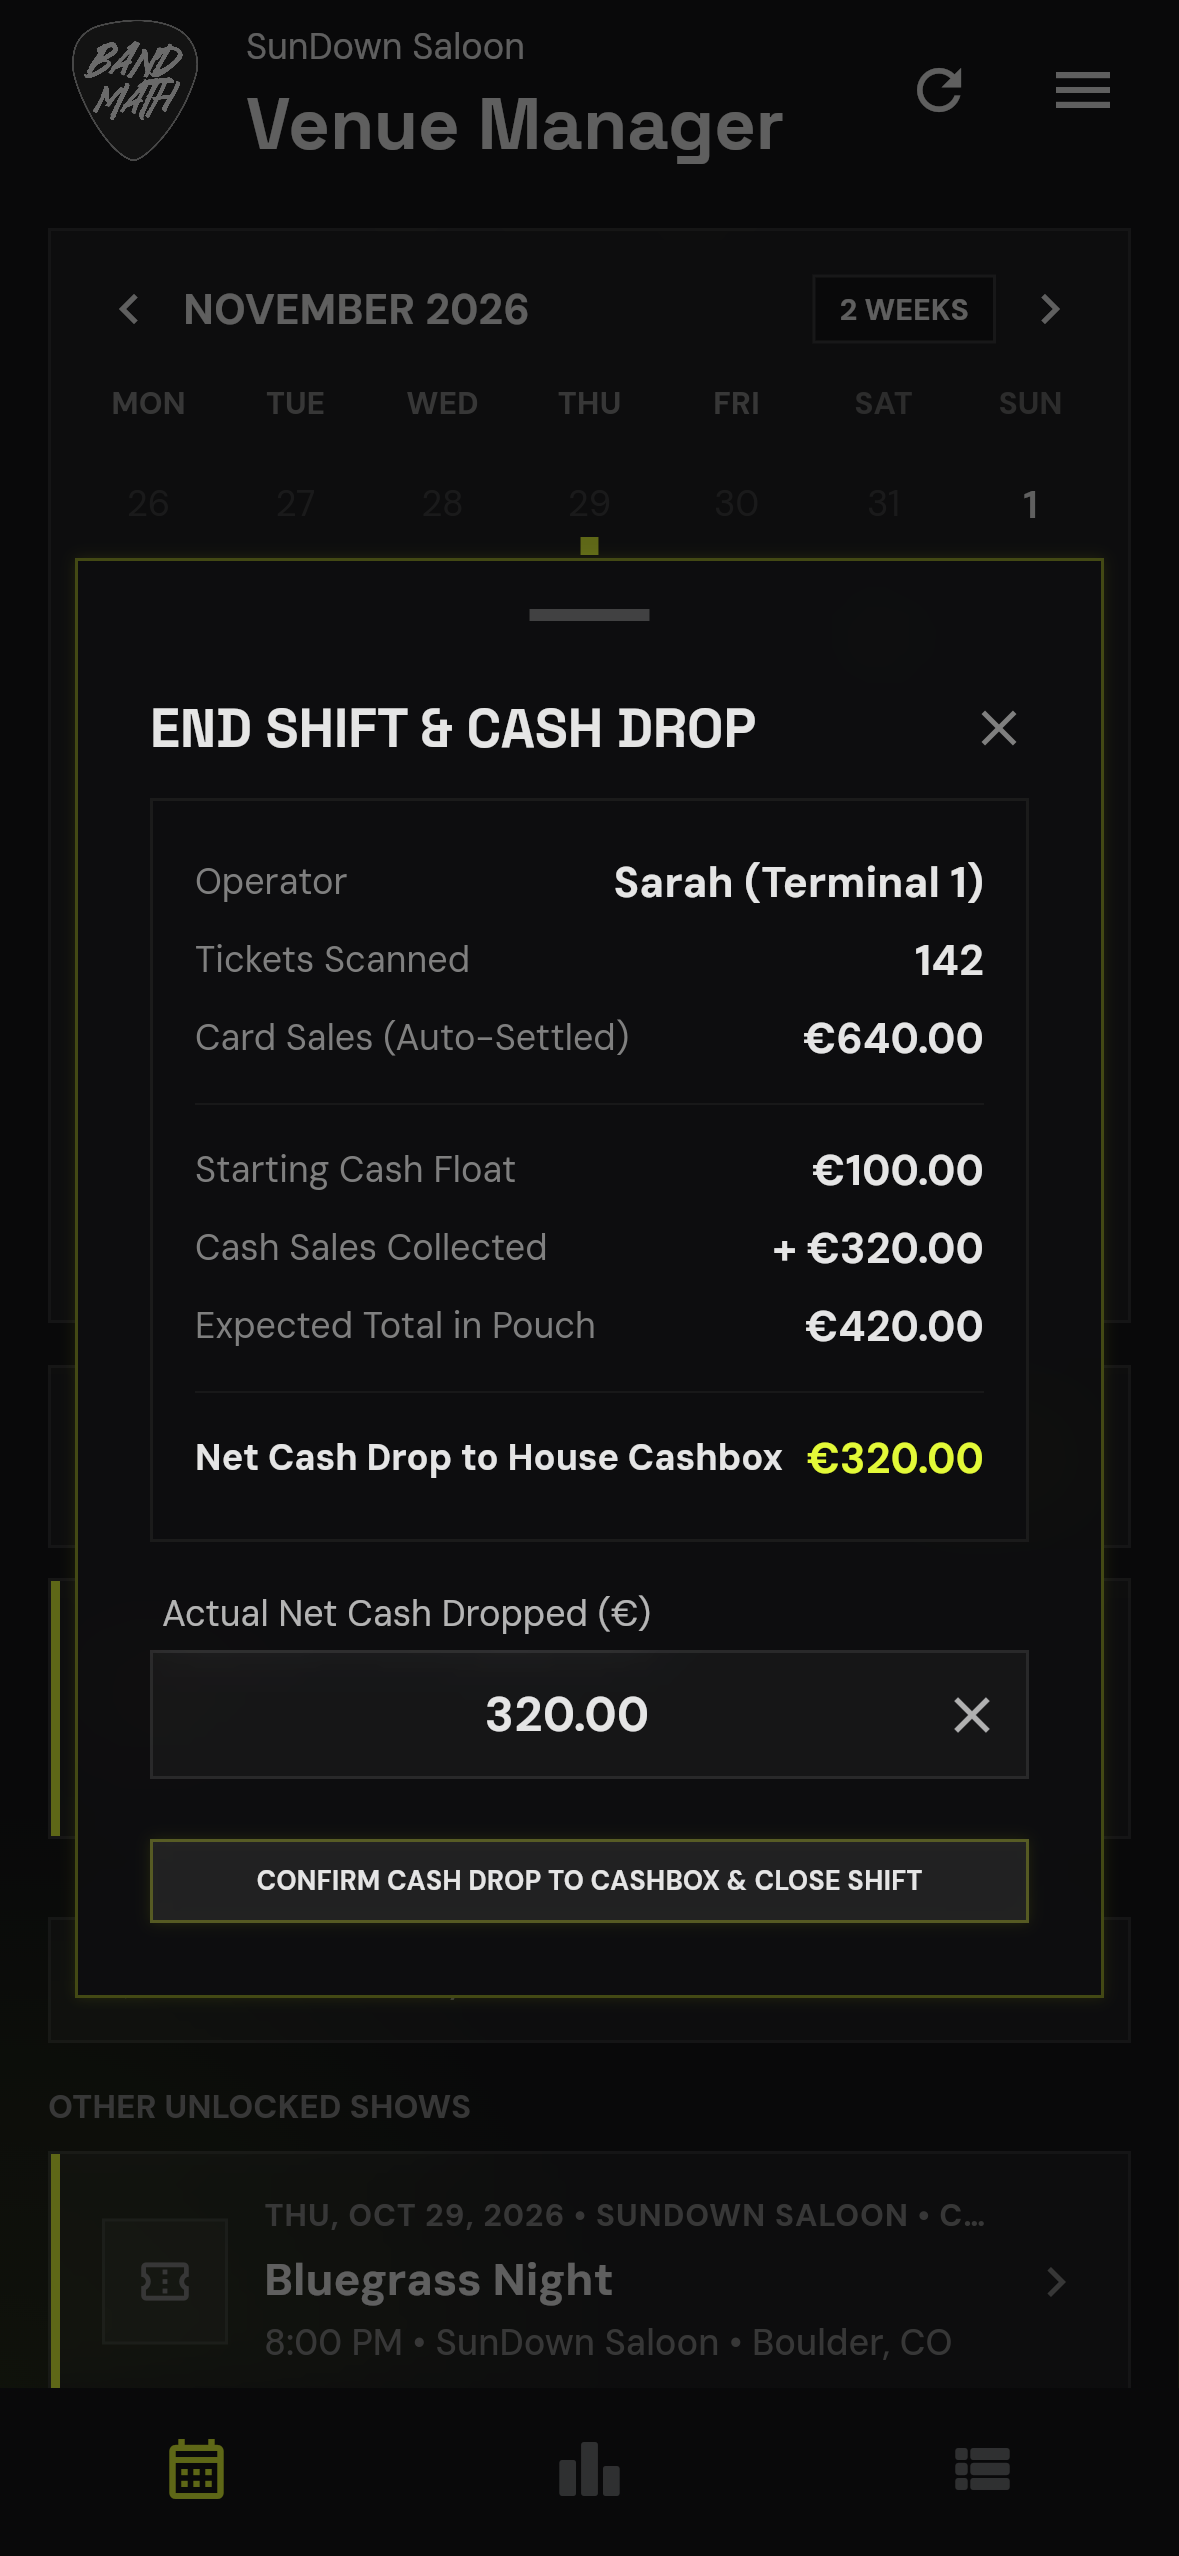 BAND
MATH
SunDown Saloon
Venue Manager
NOVEMBER 2026
2 WEEKS
MON TUE WED THU FRI SAT SUN
26 27 28 29 30 31 1
END SHIFT & CASH DROP
Operator Sarah (Terminal 1)
Tickets Scanned 142
Card Sales (Auto-Settled) €640.00
Starting Cash Float €100.00
Cash Sales Collected + €320.00
Expected Total in Pouch €420.00
Net Cash Drop to House Cashbox €320.00
Actual Net Cash Dropped (€)
320.00
CONFIRM CASH DROP TO CASHBOX & CLOSE SHIFT
OTHER UNLOCKED SHOWS
THU, OCT 29, 2026 • SUNDOWN SALOON • C...
Bluegrass Night
8:00 PM • SunDown Saloon • Boulder, CO